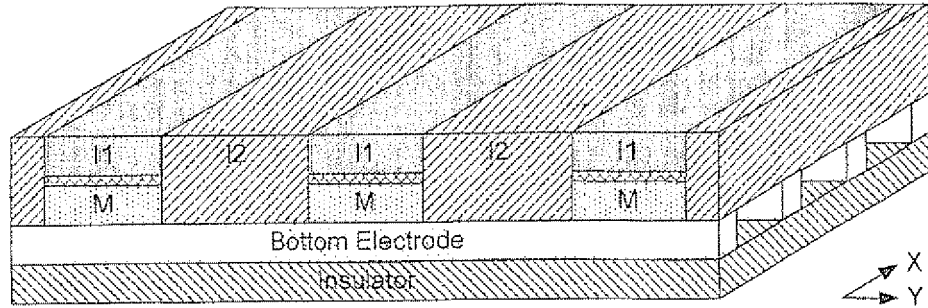 I1 I2 I1 I2 I1
M M M
Bottom Electrode
Insulator
X
Y